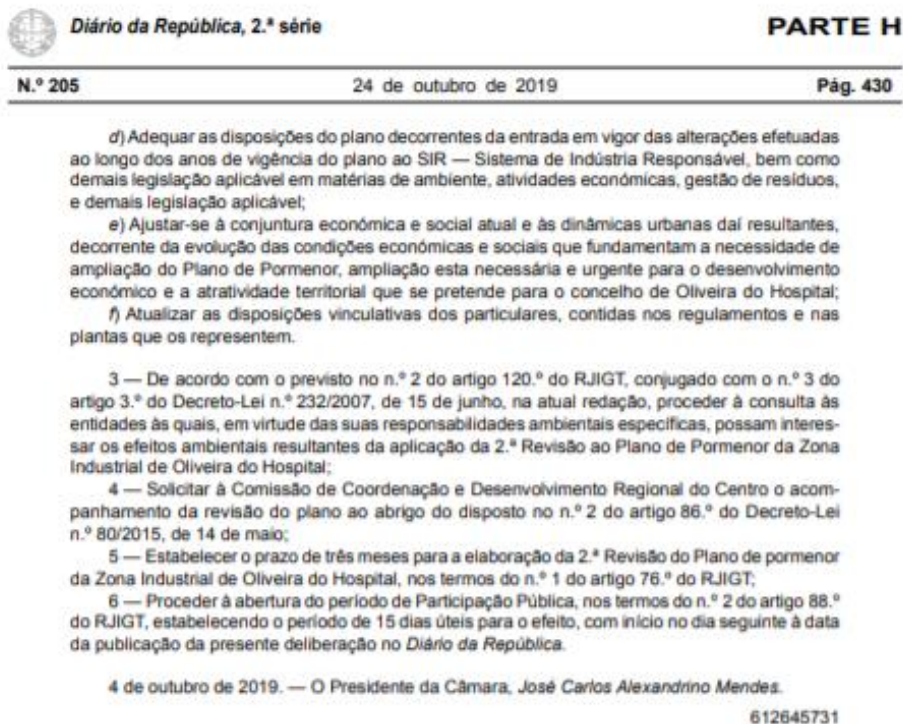 Diário da República, 2.ª série
PARTE H
N.º 205
24 de outubro de 2019
Pág. 430
d) Adequar as disposições do plano decorrentes da entrada em vigor das alterações efetuadas
ao longo dos anos de vigência do plano ao SIR — Sistema de Indústria Responsável, bem como
demais legislação aplicável em matérias de ambiente, atividades económicas, gestão de resíduos,
e demais legislação aplicável;
e) Ajustar-se à conjuntura económica e social atual e às dinâmicas urbanas daí resultantes,
decorrente da evolução das condições económicas e sociais que fundamentam a necessidade de
ampliação do Plano de Pormenor, ampliação esta necessária e urgente para o desenvolvimento
económico e a atratividade territorial que se pretende para o concelho de Oliveira do Hospital;
f) Atualizar as disposições vinculativas dos particulares, contidas nos regulamentos e nas
plantas que os representem.
3 — De acordo com o previsto no n.º 2 do artigo 120.º do RJIGT, conjugado com o n.º 3 do
artigo 3.º do Decreto-Lei n.º 232/2007, de 15 de junho, na atual redação, proceder à consulta às
entidades às quais, em virtude das suas responsabilidades ambientais específicas, possam interes-
sar os efeitos ambientais resultantes da aplicação da 2.ª Revisão ao Plano de Pormenor da Zona
Industrial de Oliveira do Hospital;
4 — Solicitar à Comissão de Coordenação e Desenvolvimento Regional do Centro o acom-
panhamento da revisão do plano ao abrigo do disposto no n.º 2 do artigo 86.º do Decreto-Lei
n.º 80/2015, de 14 de maio;
5 — Estabelecer o prazo de três meses para a elaboração da 2.ª Revisão do Plano de pormenor
da Zona Industrial de Oliveira do Hospital, nos termos do n.º 1 do artigo 76.º do RJIGT;
6 — Proceder à abertura do período de Participação Pública, nos termos do n.º 2 do artigo 88.º
do RJIGT, estabelecendo o período de 15 dias úteis para o efeito, com início no dia seguinte à data
da publicação da presente deliberação no Diário da República.
4 de outubro de 2019. — O Presidente da Câmara, José Carlos Alexandrino Mendes.
612645731